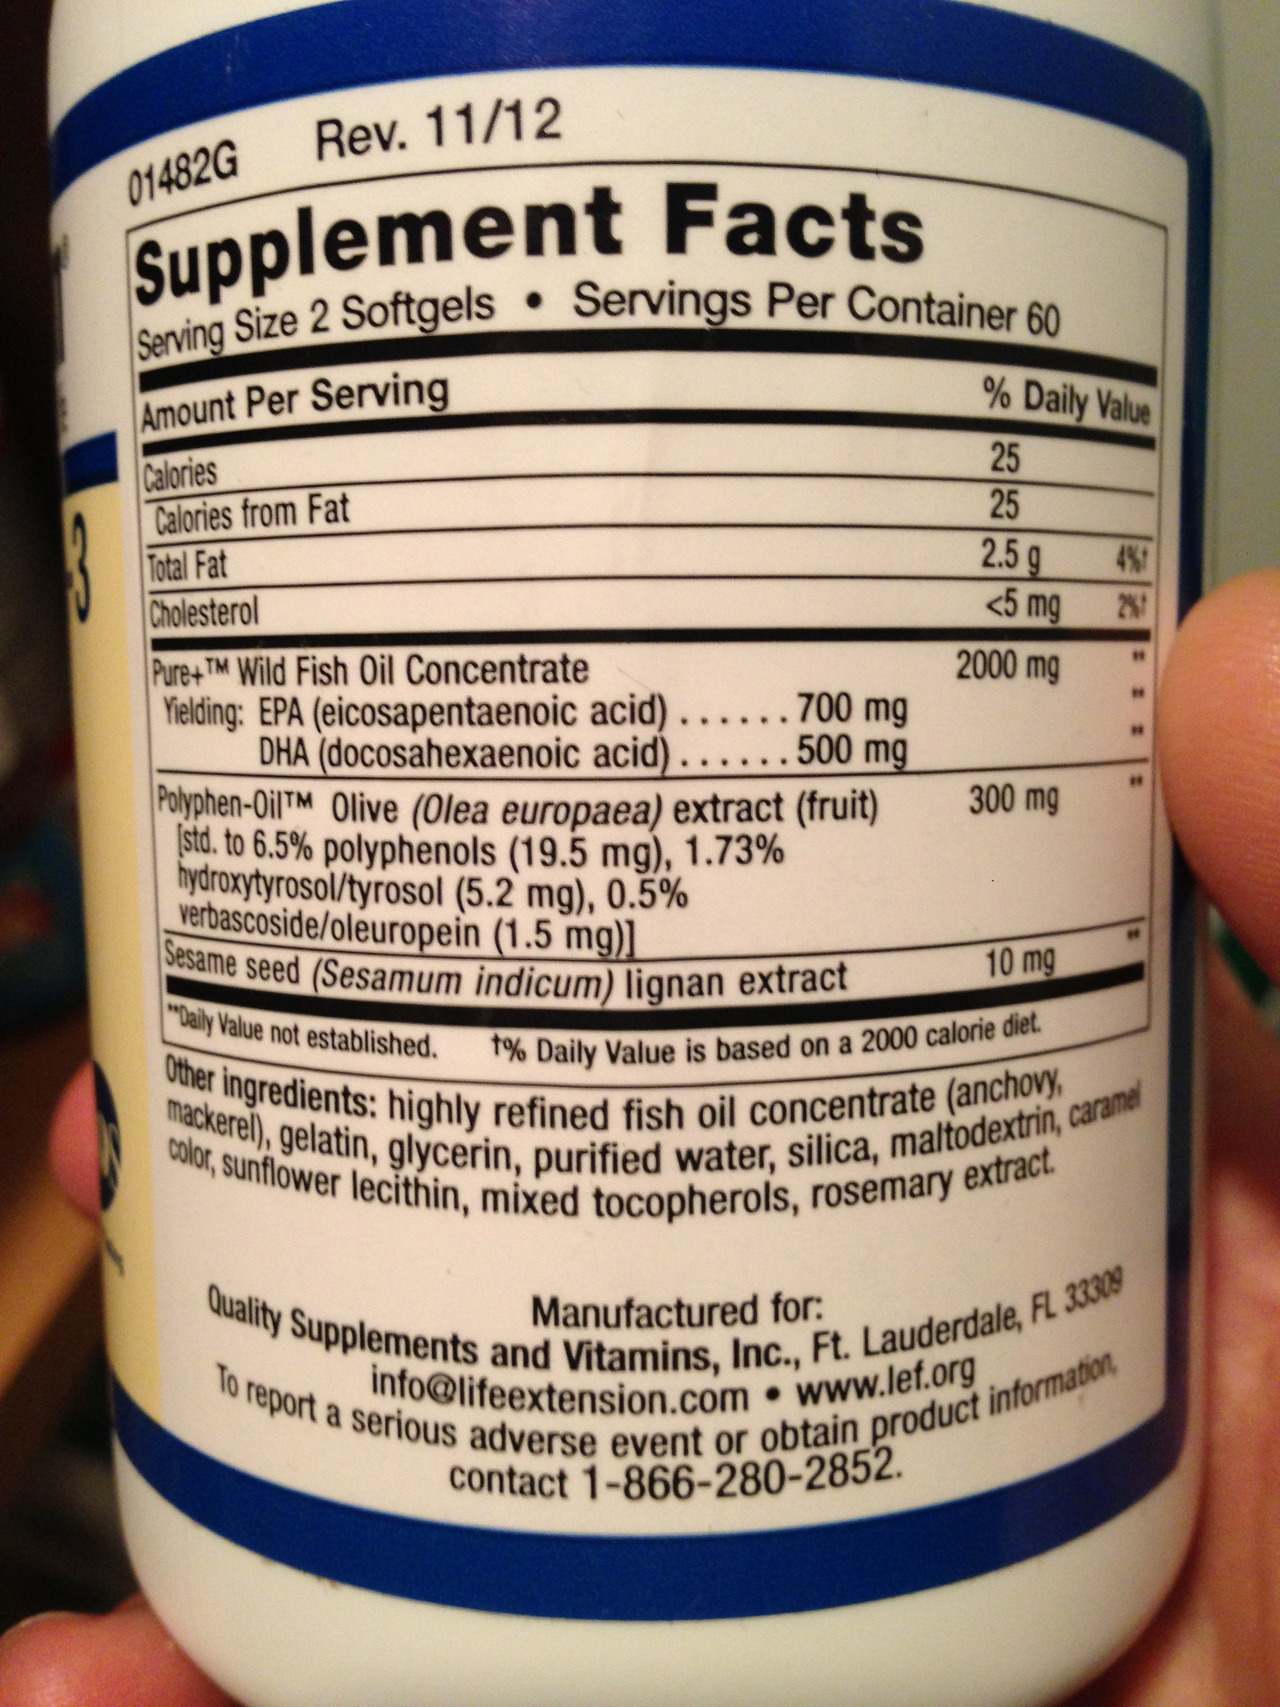 01482G Rev. 11/12
Supplement Facts
Serving Size 2 Softgels • Servings Per Container 60
Amount Per Serving % Daily Value
Calories 25
Calories from Fat 25
Total Fat 2.5 g 4%†
Cholesterol <5 mg 2%†
Pure+™ Wild Fish Oil Concentrate 2000 mg **
Yielding: EPA (eicosapentaenoic acid) ...... 700 mg **
DHA (docosahexaenoic acid) ...... 500 mg **
Polyphen-Oil™ Olive (Olea europaea) extract (fruit) 300 mg **
[std. to 6.5% polyphenols (19.5 mg), 1.73%
hydroxytyrosol/tyrosol (5.2 mg), 0.5%
verbascoside/oleuropein (1.5 mg)]
Sesame seed (Sesamum indicum) lignan extract 10 mg **
**Daily Value not established. †% Daily Value is based on a 2000 calorie diet.
Other ingredients: highly refined fish oil concentrate (anchovy,
mackerel), gelatin, glycerin, purified water, silica, maltodextrin, caramel
color, sunflower lecithin, mixed tocopherols, rosemary extract.
Manufactured for:
Quality Supplements and Vitamins, Inc., Ft. Lauderdale, FL 33309
info@lifeextension.com • www.lef.org
To report a serious adverse event or obtain product information,
contact 1-866-280-2852.
-3